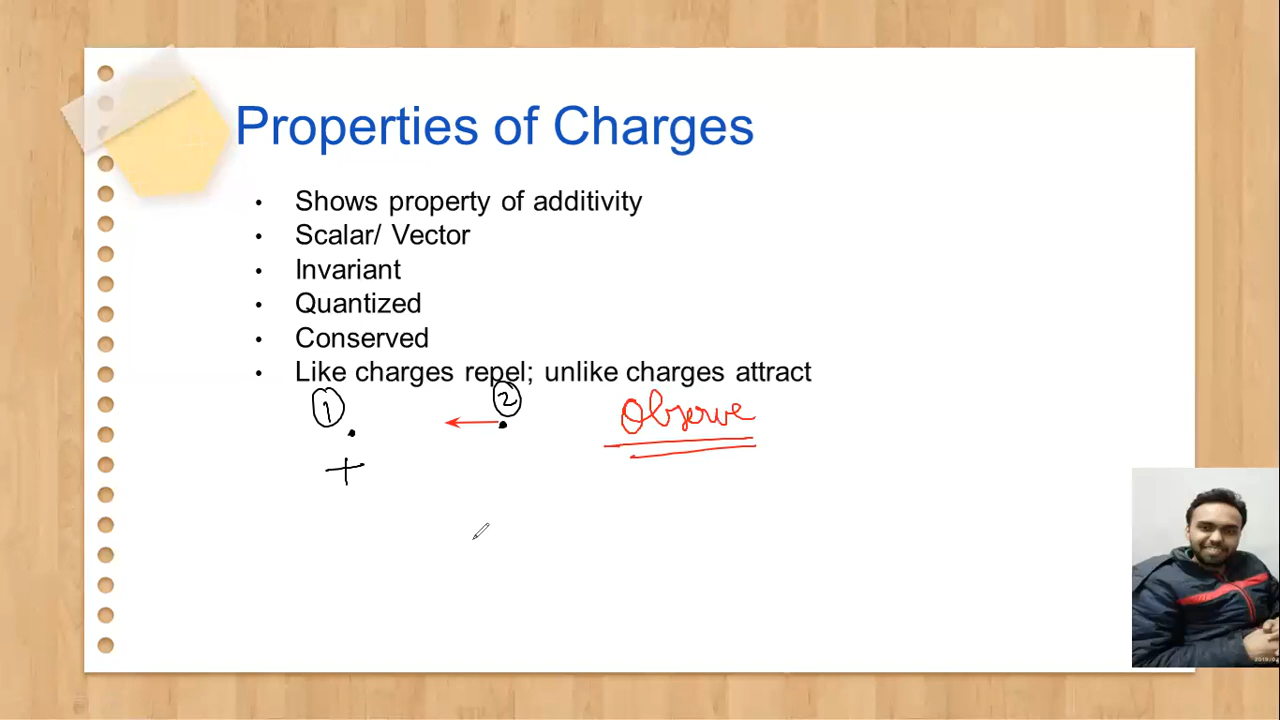 Properties of Charges
• Shows property of additivity
• Scalar/ Vector
• Invariant
• Quantized
• Conserved
• Like charges repel; unlike charges attract
1 2 Observe
+